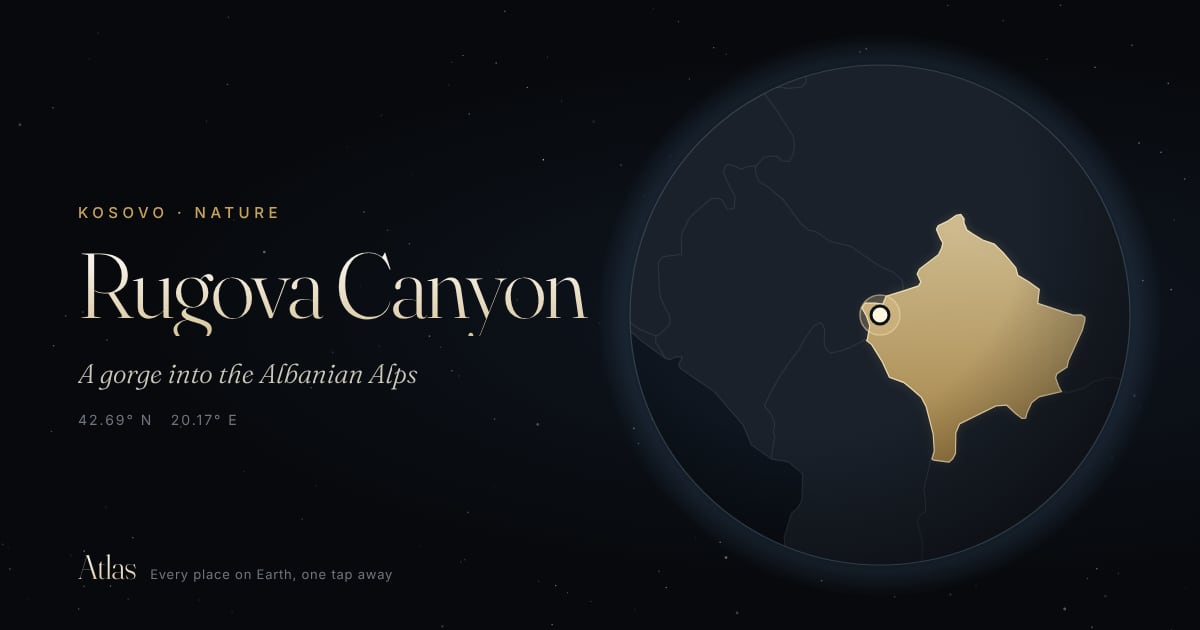 KOSOVO · NATURE
Rugova Canyon
A gorge into the Albanian Alps
42.69° N 20.17° E
Atlas Every place on Earth, one tap away